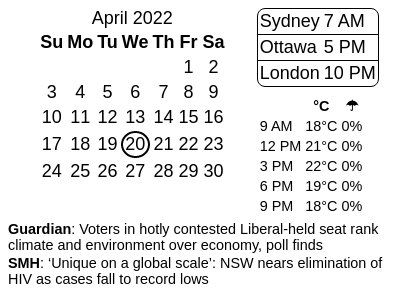 April 2022
Su Mo Tu We Th Fr Sa
1 2
3 4 5 6 7 8 9
10 11 12 13 14 15 16
17 18 19 20 21 22 23
24 25 26 27 28 29 30
Sydney 7 AM
Ottawa 5 PM
London 10 PM
°C ☂
9 AM 18°C 0%
12 PM 21°C 0%
3 PM 22°C 0%
6 PM 19°C 0%
9 PM 18°C 0%
Guardian: Voters in hotly contested Liberal-held seat rank
climate and environment over economy, poll finds
SMH: ‘Unique on a global scale’: NSW nears elimination of
HIV as cases fall to record lows